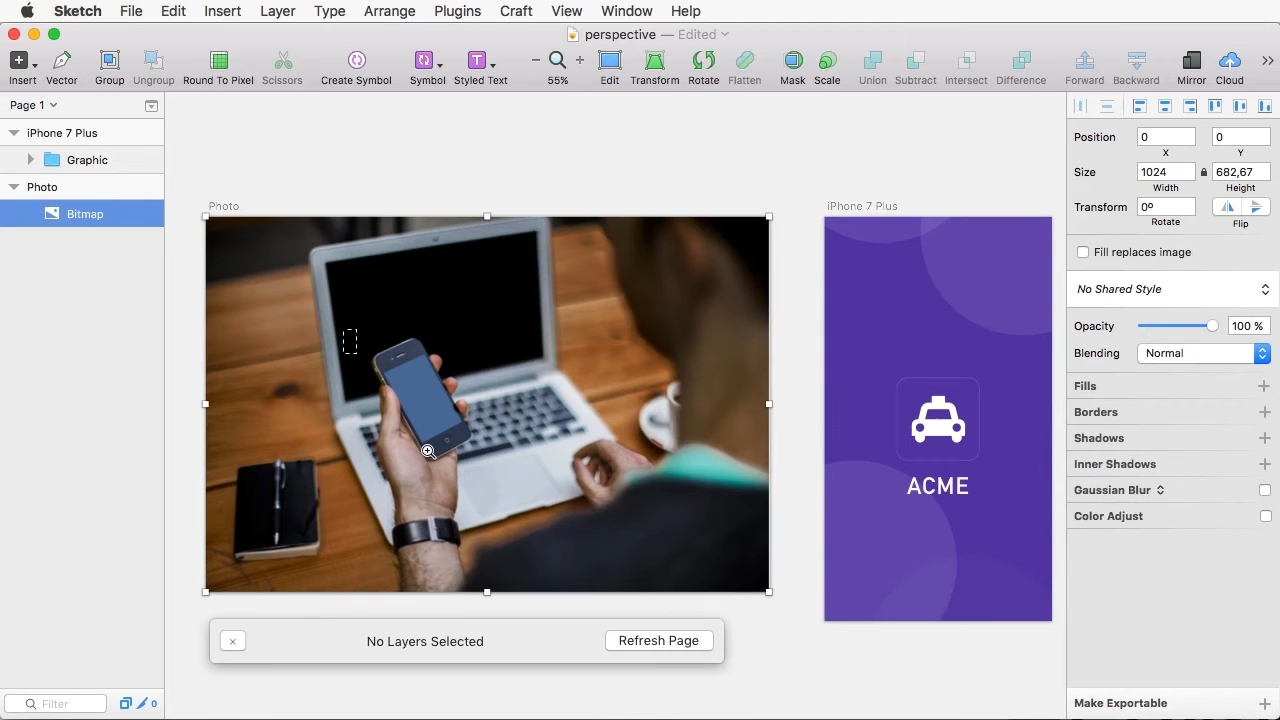 Sketch File Edit Insert Layer Type Arrange Plugins Craft View Window Help
perspective — Edited
Insert Vector Group Ungroup Round To Pixel Scissors Create Symbol Symbol Styled Text 55% Edit Transform Rotate Flatten Mask Scale Union Subtract Intersect Difference Forward Backward Mirror Cloud
Page 1
iPhone 7 Plus
Graphic
Photo
Bitmap
Filter
0
Photo
iPhone 7 Plus
ACME
×
No Layers Selected
Refresh Page
Position 0 0
X Y
Size 1024 682,67
Width Height
Transform 0º
Rotate Flip
Fill replaces image
No Shared Style
Opacity 100 %
Blending Normal
Fills
Borders
Shadows
Inner Shadows
Gaussian Blur
Color Adjust
Make Exportable